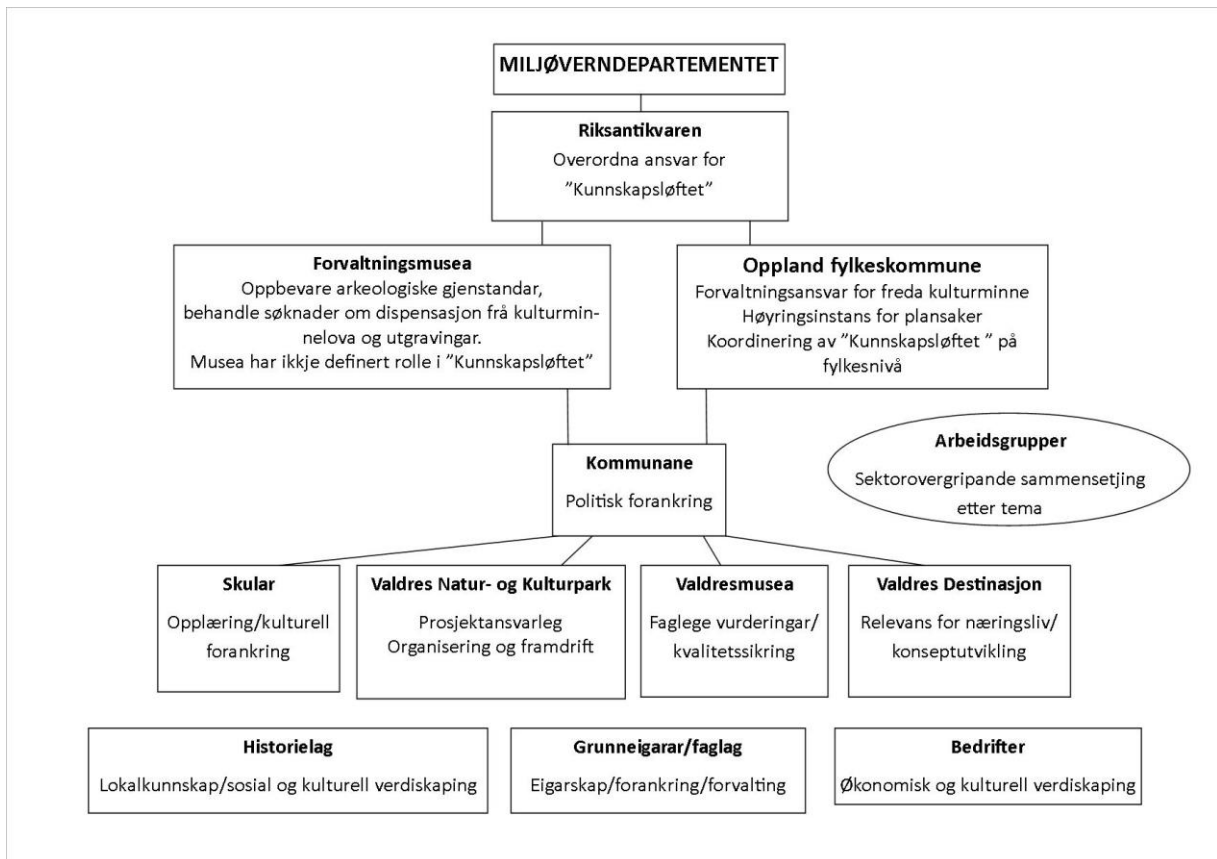 MILJØVERNDEPARTEMENTET
Riksantikvaren
Overordna ansvar for
”Kunnskapsløftet”
Forvaltningsmusea
Oppbevare arkeologiske gjenstandar,
behandle søknader om dispensasjon frå kulturmin-
nelova og utgravingar.
Musea har ikkje definert rolle i ”Kunnskapsløftet”
Oppland fylkeskommune
Forvaltningsansvar for freda kulturminne
Høyringsinstans for plansaker
Koordinering av ”Kunnskapsløftet ” på
fylkesnivå
Kommunane
Politisk forankring
Arbeidsgrupper
Sektorovergripande sammensetjing
etter tema
Skular
Opplæring/kulturell
forankring
Valdres Natur- og Kulturpark
Prosjektansvarleg
Organisering og framdrift
Valdresmusea
Faglege vurderingar/
kvalitetssikring
Valdres Destinasjon
Relevans for næringsliv/
konseptutvikling
Historielag
Lokalkunnskap/sosial og kulturell verdiskaping
Grunneigarar/faglag
Eigarskap/forankring/forvalting
Bedrifter
Økonomisk og kulturell verdiskaping